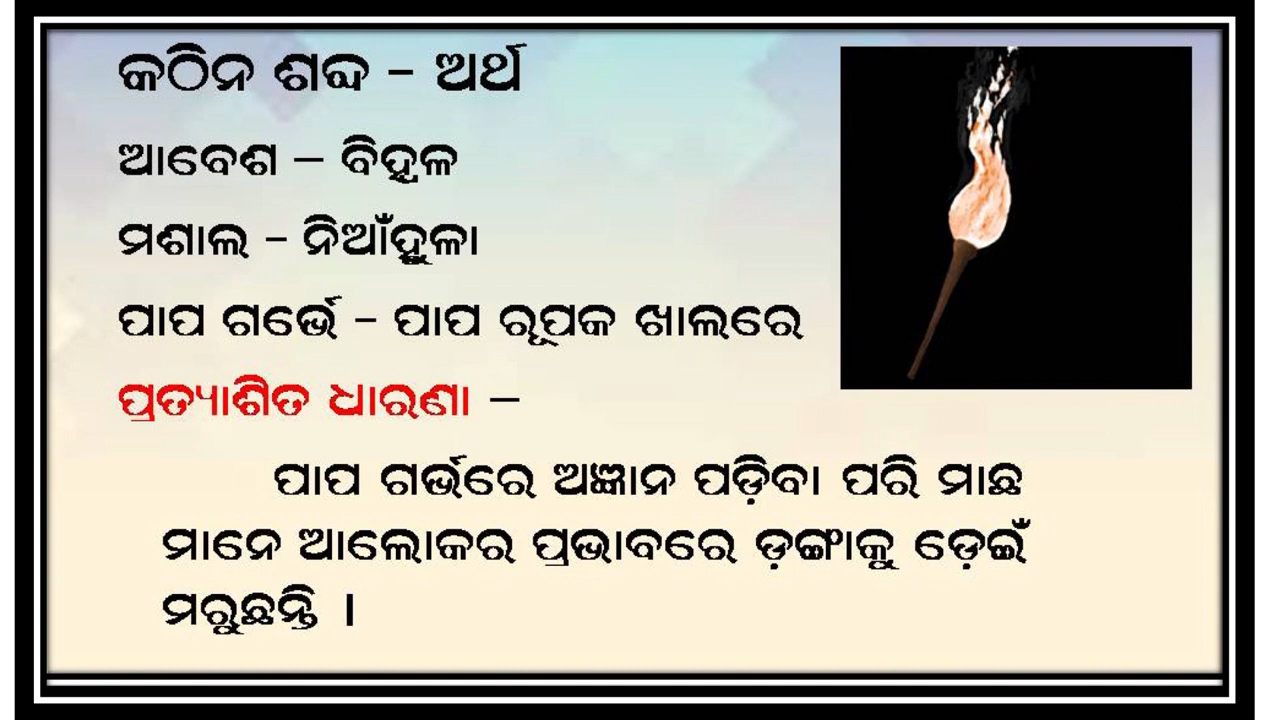 କଠିନ ଶବ୍ଦ – ଅର୍ଥ
ଆବେଶ – ବିହ୍ୱଳ
ମଶାଲ – ନିଆଁହୁଳା
ପାପ ଗର୍ଭେ – ପାପ ରୂପକ ଖାଲରେ
ପ୍ରତ୍ୟାଶିତ ଧାରଣା –
ପାପ ଗର୍ଭରେ ଅଜ୍ଞାନ ପଡ଼ିବା ପରି ମାଛ
ମାନେ ଆଲୋକର ପ୍ରଭାବରେ ଡ଼ଙ୍ଗାକୁ ଡ଼େଇଁ
ମରୁଛନ୍ତି ।